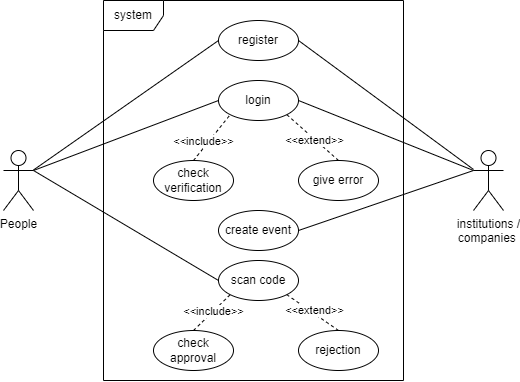 system
register
login
<<include>>
<<extend>>
check
verification
give error
People
institutions /
companies
create event
scan code
<<include>>
<<extend>>
check
approval
rejection